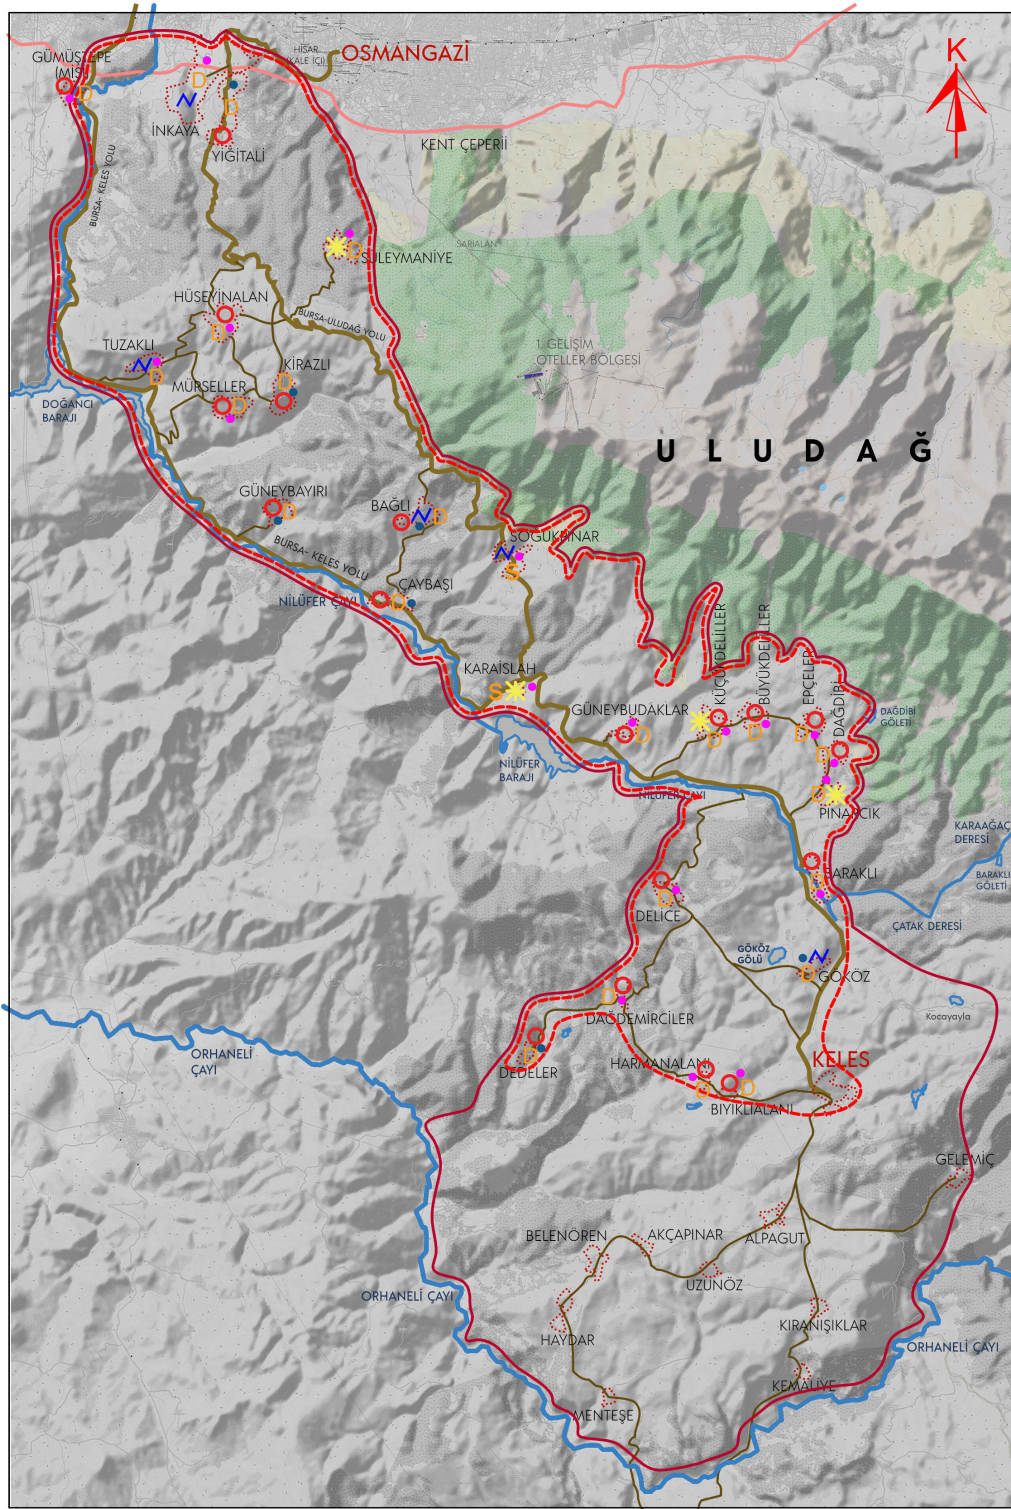 GÜMÜŞTEPE
(MİSİ)
D
HİSAR
(KALE İÇİ)
OSMANGAZİ
K
D
D
İNKAYA
YİĞİTALİ
KENT ÇEPERİİ
BURSA- KELES YOLU
D
SÜLEYMANİYE
SARIALAN
HÜSEYİNALAN
D
BURSA-ULUDAĞ YOLU
TUZAKLI
D
KİRAZLI
D
MÜRSELLER
D
1. GELİŞİM
OTELLER BÖLGESİ
DOĞANCI
BARAJI
ULUDAĞ
GÜNEYBAYIRI
D
BAĞLI
D
SOĞUKPINAR
S
BURSA- KELES YOLU
ÇAYBAŞI
D
NİLÜFER ÇAYI
KARAİSLAH
S
GÜNEYBUDAKLAR
D
KÜÇÜKDELİLLER
D
BÜYÜKDELİLLER
D
EPÇELER
D
DAĞDİBİ
D
DAĞDİBİ
GÖLETİ
NİLÜFER
BARAJI
NİLÜFER ÇAYI
D
PINARCIK
KARAAĞAÇ
DERESİ
BARAKLI
D
BARAKLI
GÖLETİ
DELİCE
D
ÇATAK DERESİ
GÖKÖZ
GÖLÜ
D
GÖKÖZ
D
DAĞDEMİRCİLER
Kocayayla
ORHANELİ
ÇAYI
D
DEDELER
HARMANALANI
D
D
BIYIKLIALANI
KELES
GELEMİÇ
BELENÖREN
AKÇAPINAR
ALPAGUT
UZUNÖZ
ORHANELİ ÇAYI
HAYDAR
KIRANIŞIKLAR
ORHANELİ ÇAYI
KEMALİYE
MENTEŞE